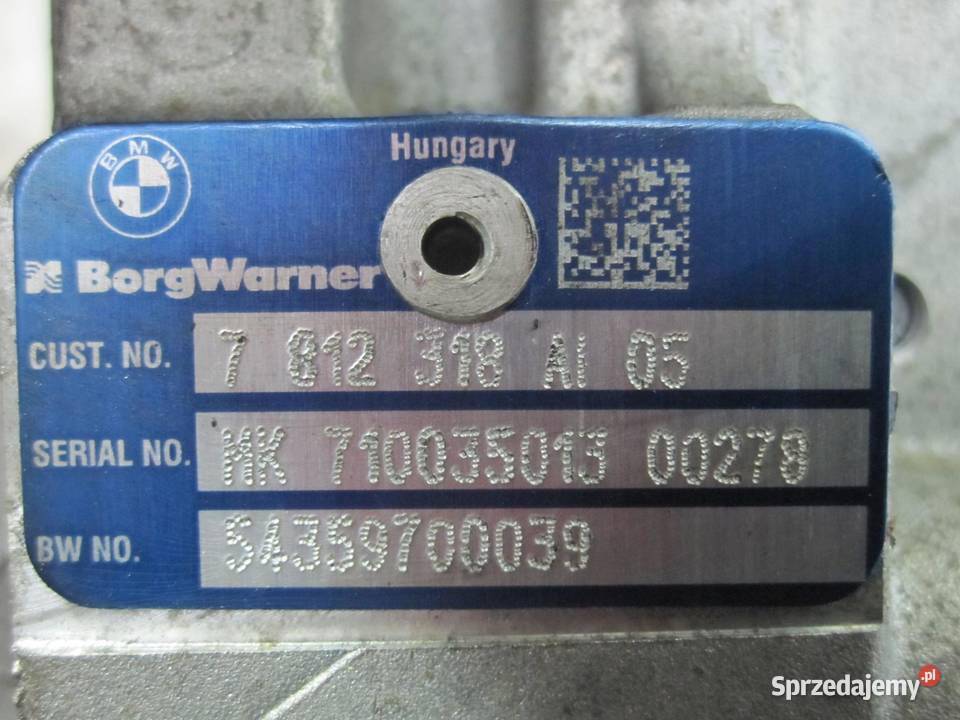 BMW
Hungary
BorgWarner
CUST. NO. 7 812 318 AI 05
SERIAL NO. MK 710035013 00278
BW NO. 54359700039
Sprzedajemy.pl